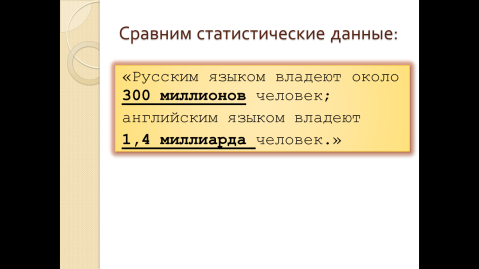 Сравним статистические данные:
«Русским языком владеют около
300 миллионов человек;
английским языком владеют
1,4 миллиарда человек.»